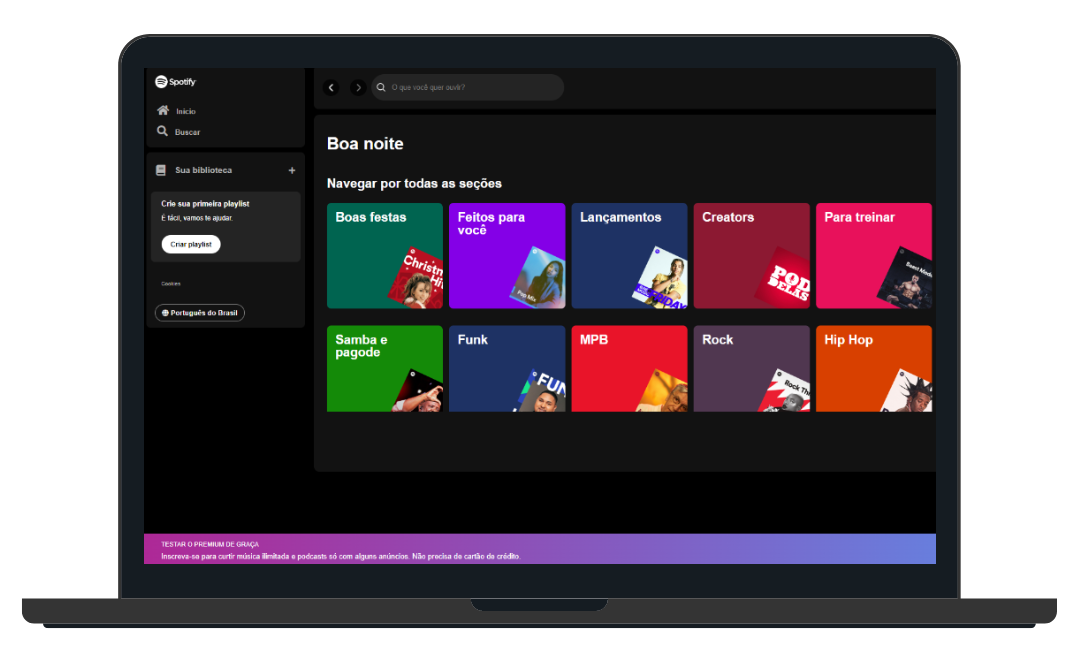 Spotify
Início
Buscar
Sua biblioteca
+
Crie sua primeira playlist
É fácil, vamos te ajudar.
Criar playlist
Cookies
Português do Brasil
O que você quer ouvir?
Boa noite
Navegar por todas as seções
Boas festas
Christm
Hit
Feitos para
você
Pop Mix
Lançamentos
FRIDAY
Creators
POD
DELAS
Para treinar
Samba e
pagode
Funk
FUN
MPB
Rock
Rock Th
Hip Hop
TESTAR O PREMIUM DE GRAÇA
Inscreva-se para curtir música ilimitada e podcasts só com alguns anúncios. Não precisa de cartão de crédito.